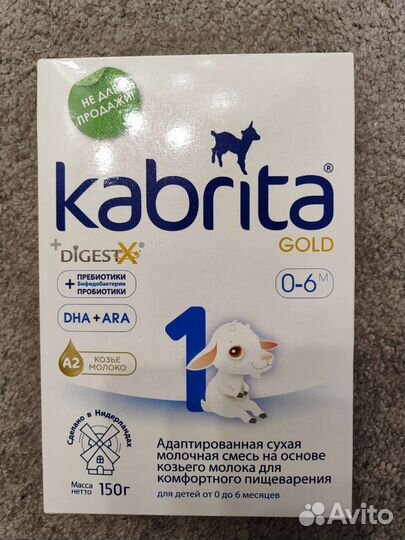 НЕ ДЛЯ
ПРОДАЖИ
kabrita®
GOLD
+DIGESTX®
0-6 М
+ ПРЕБИОТИКИ
Бифидобактерии
ПРОБИОТИКИ
DHA+ARA
1
A2 КОЗЬЕ
МОЛОКО
Сделано в Нидерландах
Адаптированная сухая
молочная смесь на основе
козьего молока для
комфортного пищеварения
для детей от 0 до 6 месяцев
Масса
нетто 150г
Avito